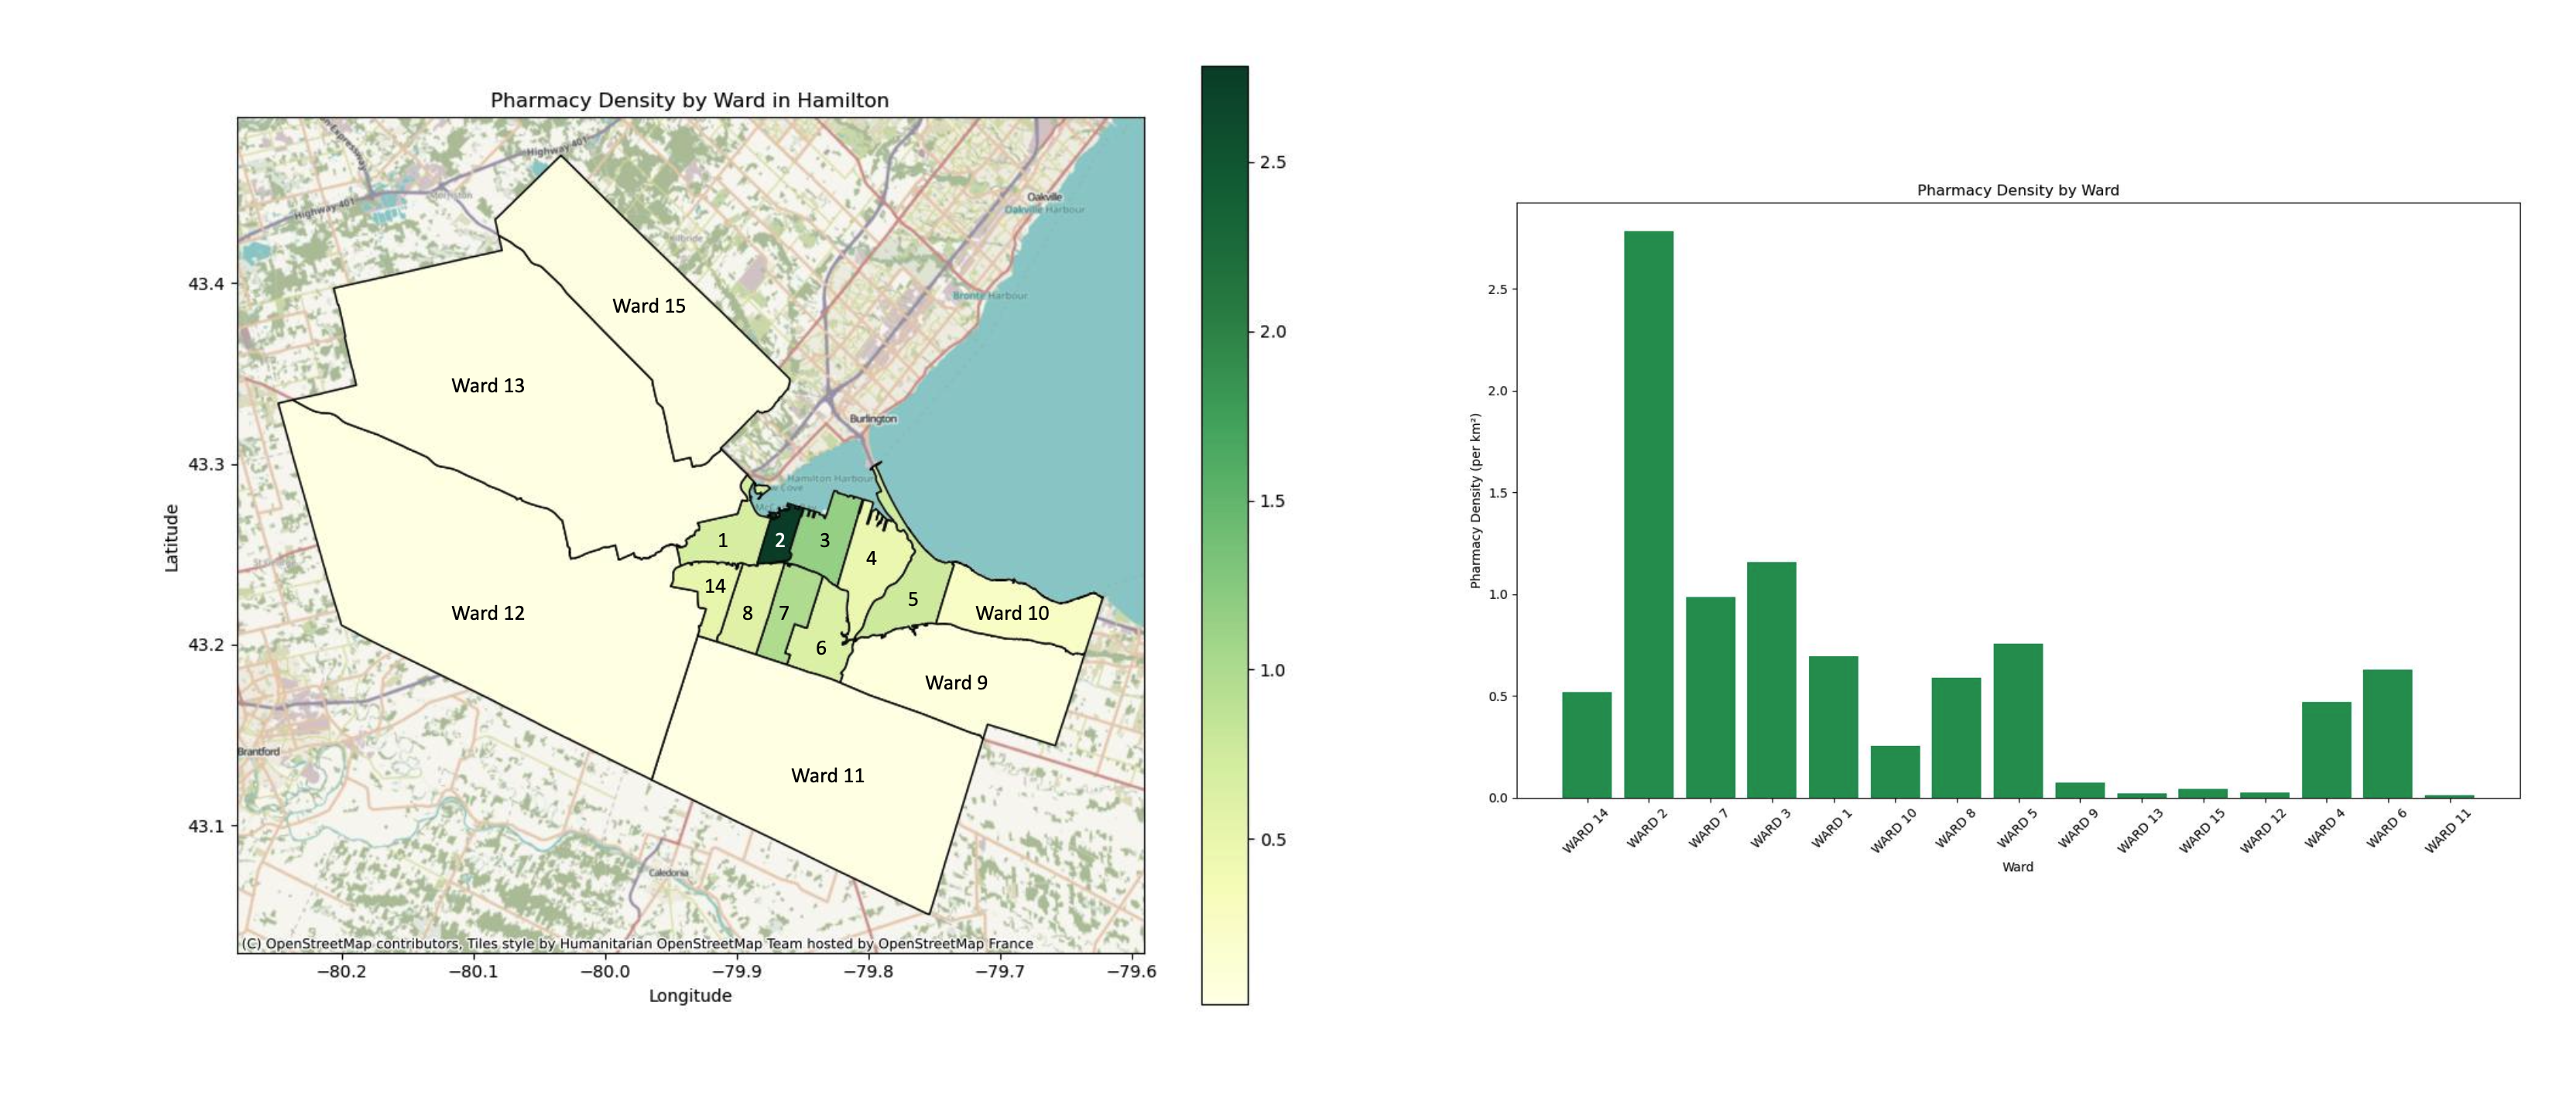 Pharmacy Density by Ward in Hamilton
Highway 401
Highway 401
Oakville
Oakville Harbour
Bronte Harbour
Burlington
Hamilton Harbour
Brantford
Caledonia
Ward 15
Ward 13
Ward 12
1
2
3
4
14
8
7
5
6
Ward 10
Ward 9
Ward 11
(C) OpenStreetMap contributors, Tiles style by Humanitarian OpenStreetMap Team hosted by OpenStreetMap France
43.4
43.3
43.2
43.1
Latitude
−80.2 −80.1 −80.0 −79.9 −79.8 −79.7 −79.6
Longitude
2.5
2.0
1.5
1.0
0.5
Pharmacy Density by Ward
Pharmacy Density (per km²)
2.5
2.0
1.5
1.0
0.5
0.0
WARD 14 WARD 2 WARD 7 WARD 3 WARD 1 WARD 10 WARD 8 WARD 5 WARD 9 WARD 13 WARD 15 WARD 12 WARD 4 WARD 6 WARD 11
Ward